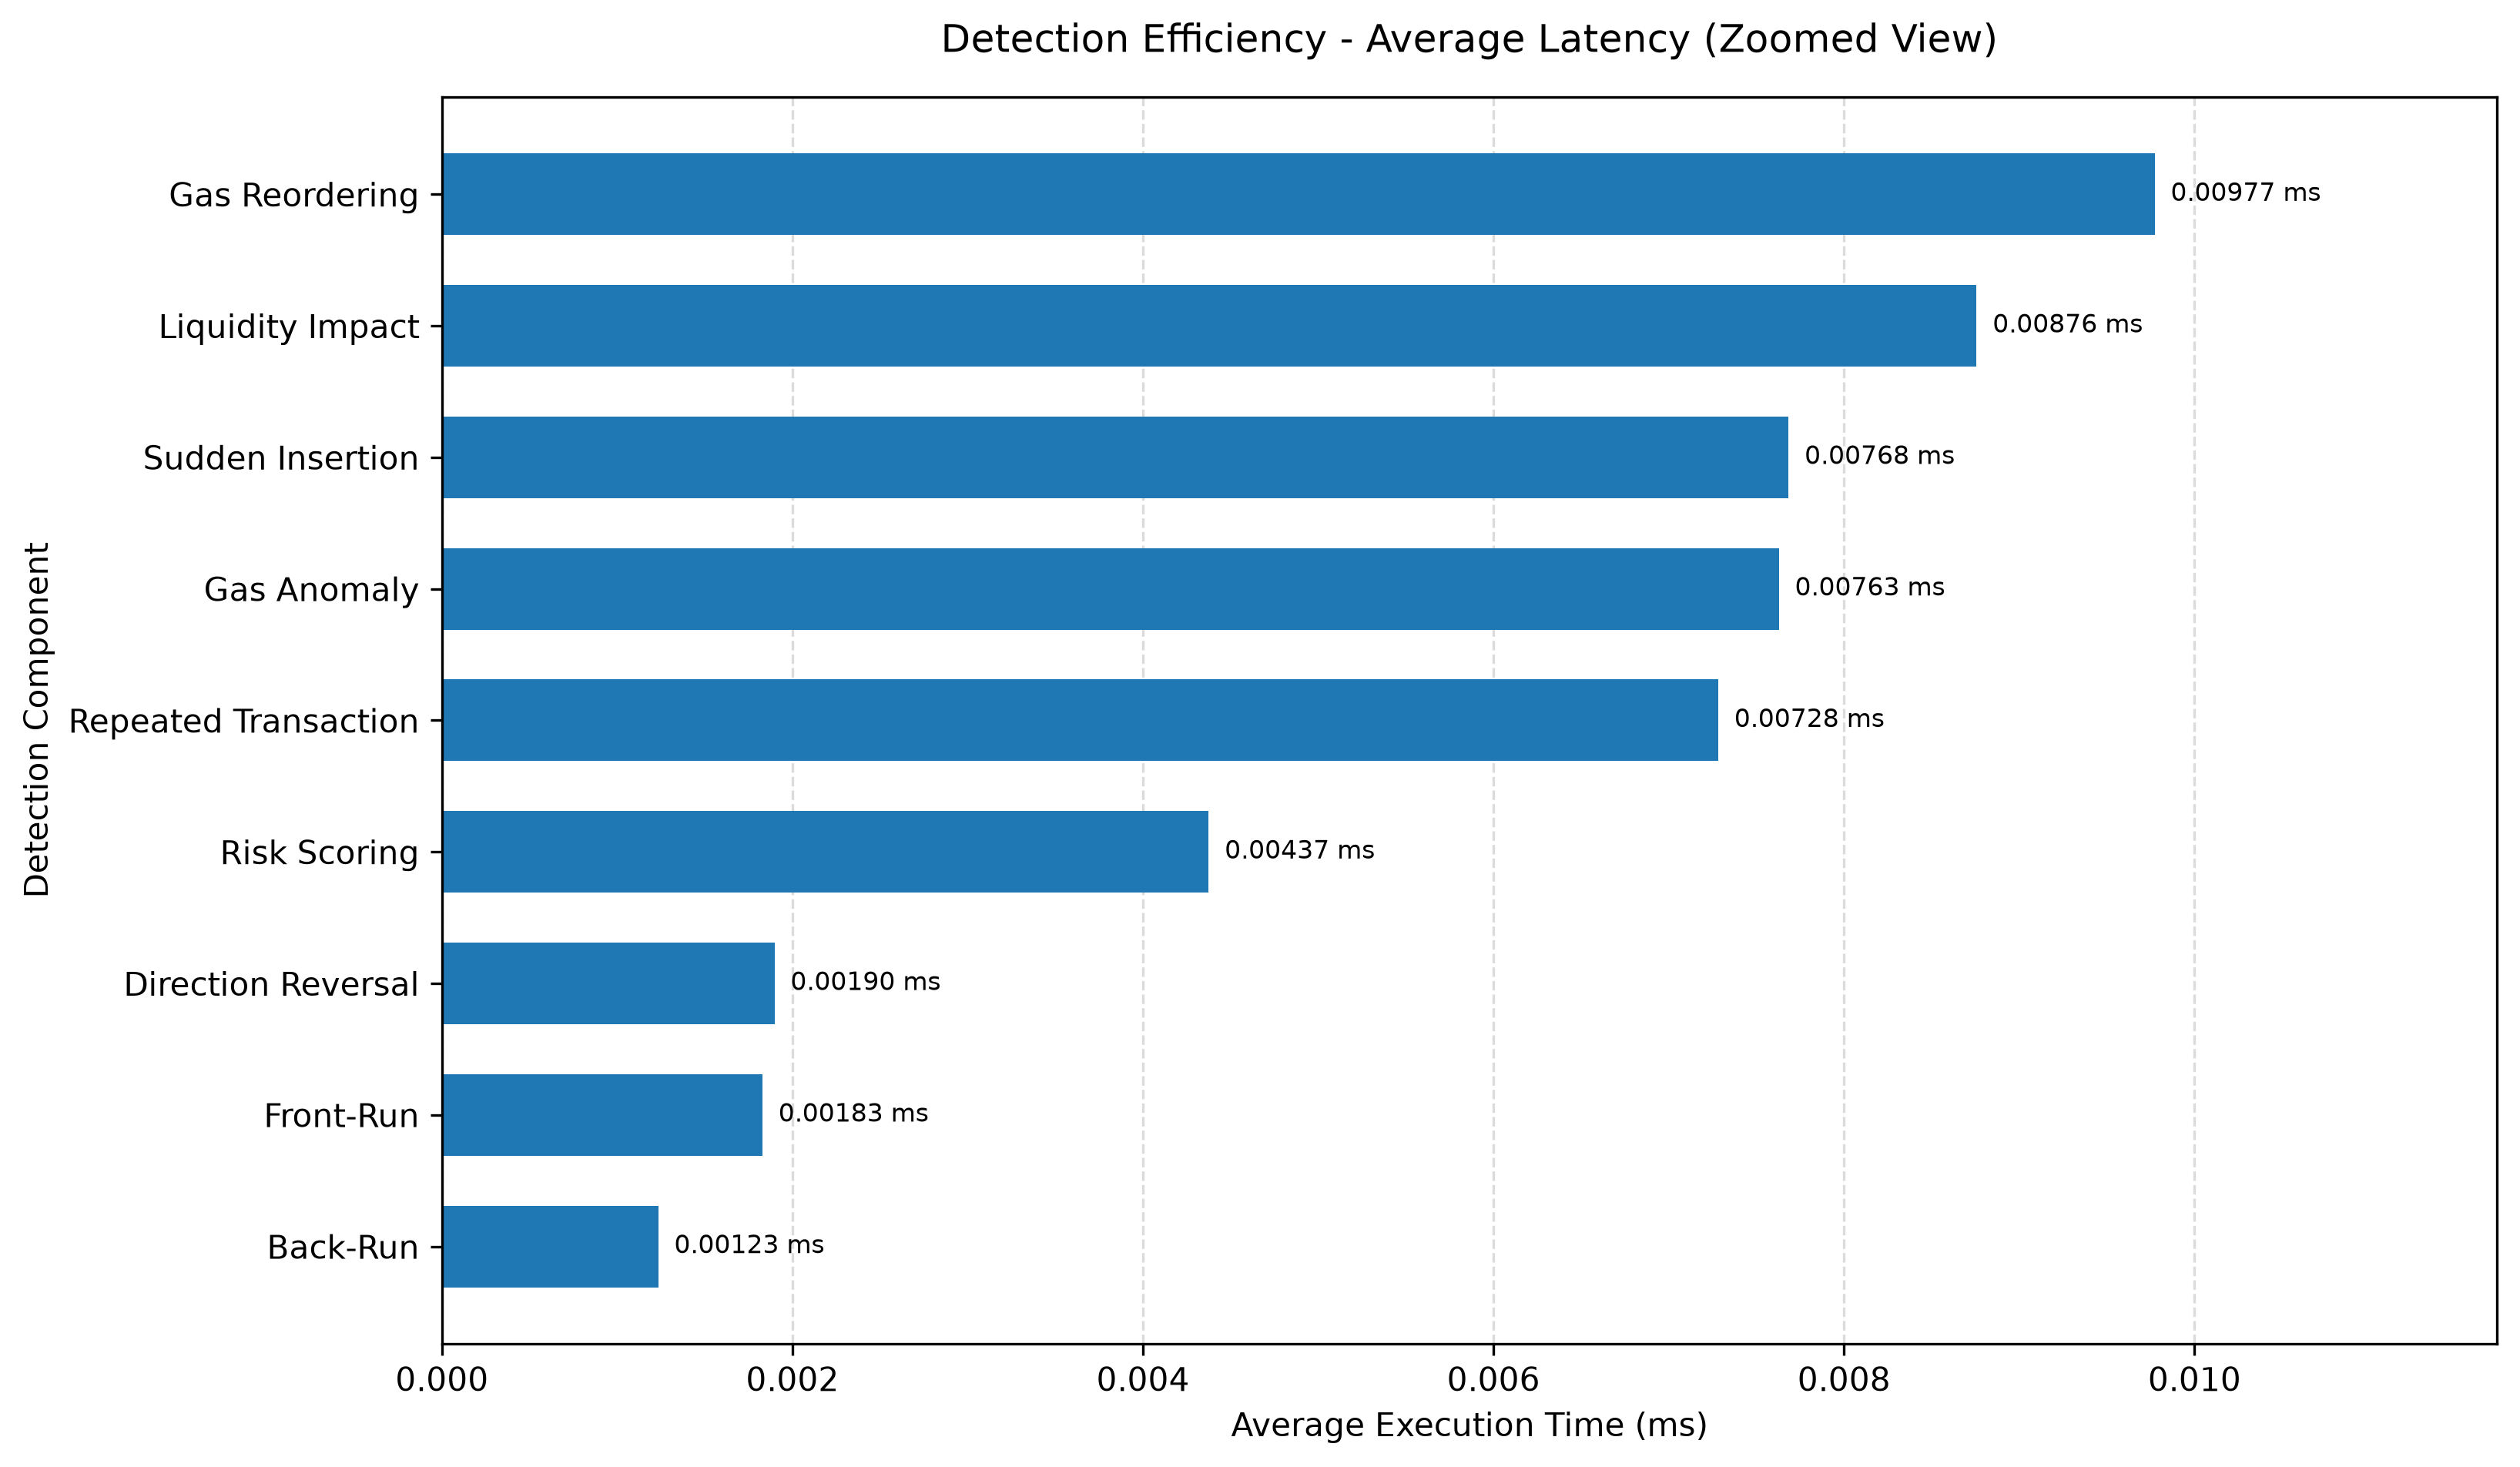 Detection Efficiency - Average Latency (Zoomed View)
Detection Component
Gas Reordering 0.00977 ms
Liquidity Impact 0.00876 ms
Sudden Insertion 0.00768 ms
Gas Anomaly 0.00763 ms
Repeated Transaction 0.00728 ms
Risk Scoring 0.00437 ms
Direction Reversal 0.00190 ms
Front-Run 0.00183 ms
Back-Run 0.00123 ms
0.000 0.002 0.004 0.006 0.008 0.010
Average Execution Time (ms)